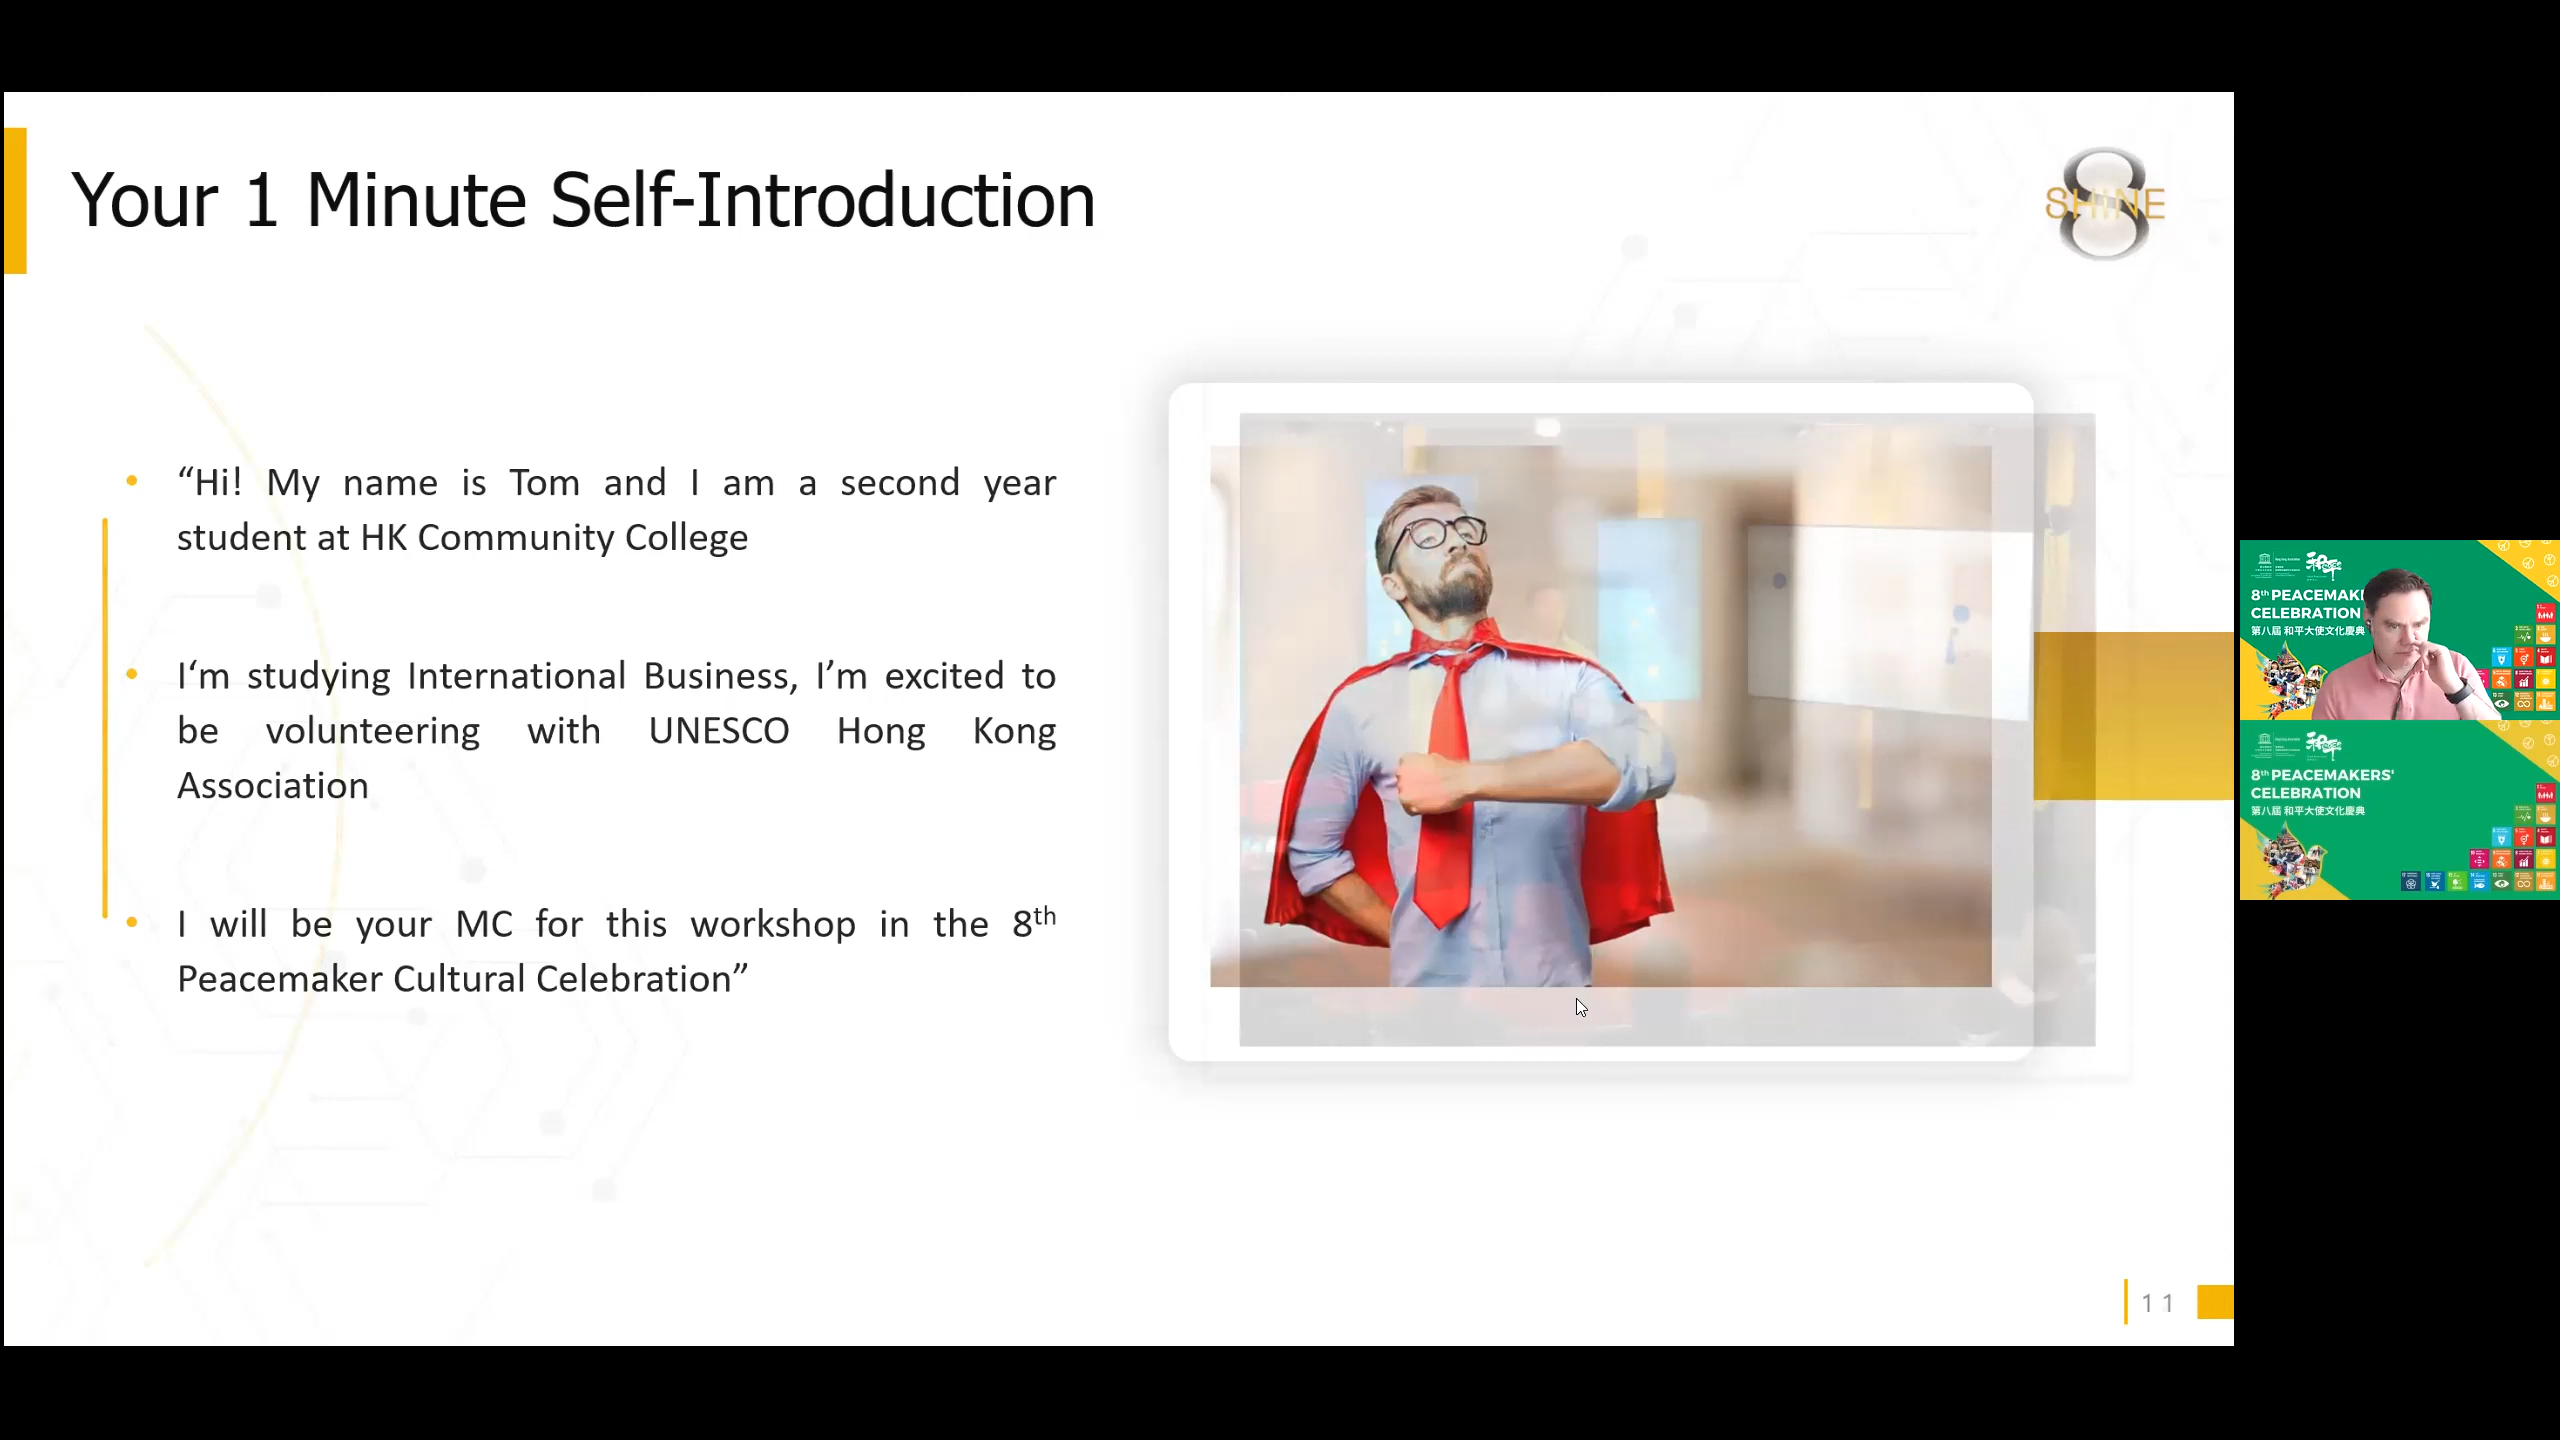 Your 1 Minute Self-Introduction
SHINE
8
• “Hi! My name is Tom and I am a second year
student at HK Community College
• I‘m studying International Business, I’m excited to
be volunteering with UNESCO Hong Kong
Association
• I will be your MC for this workshop in the 8th
Peacemaker Cultural Celebration”
11
8th PEACEMAK
CELEBRATION
第八屆 和平大使文化慶典
8th PEACEMAKERS'
CELEBRATION
第八屆 和平大使文化慶典